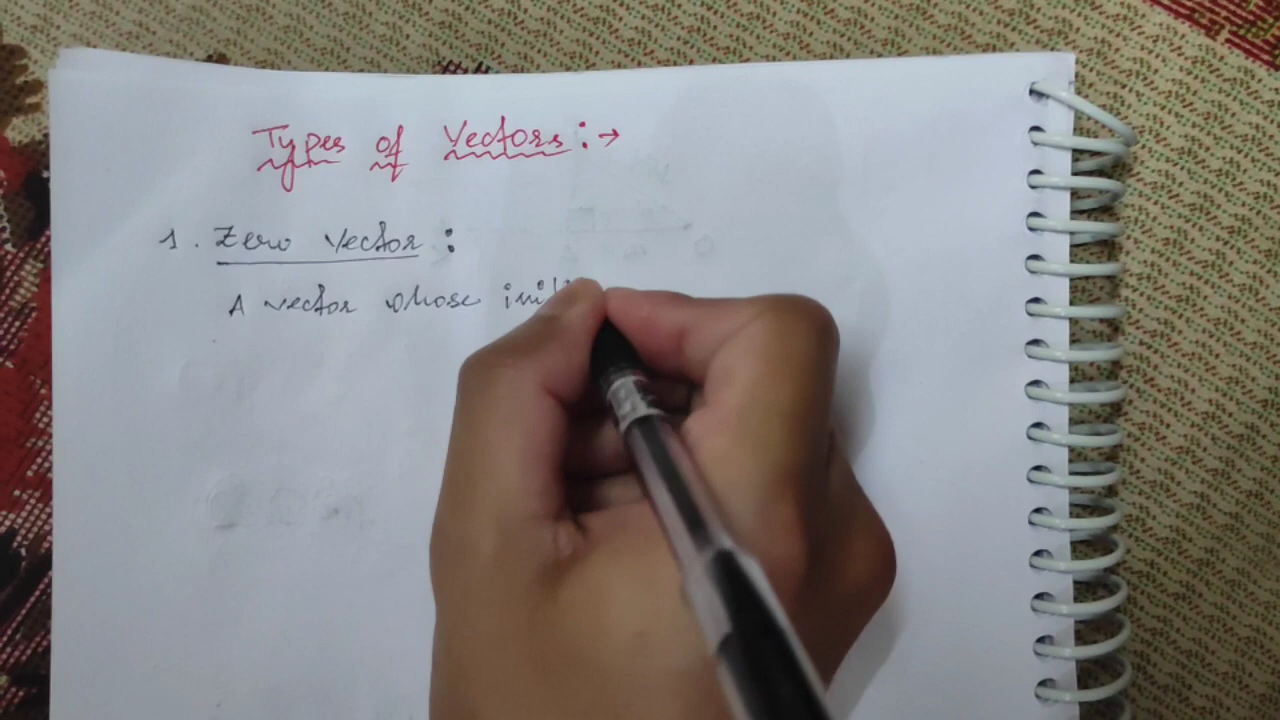 Types of Vectors :→
1. Zero Vector :
A vector whose